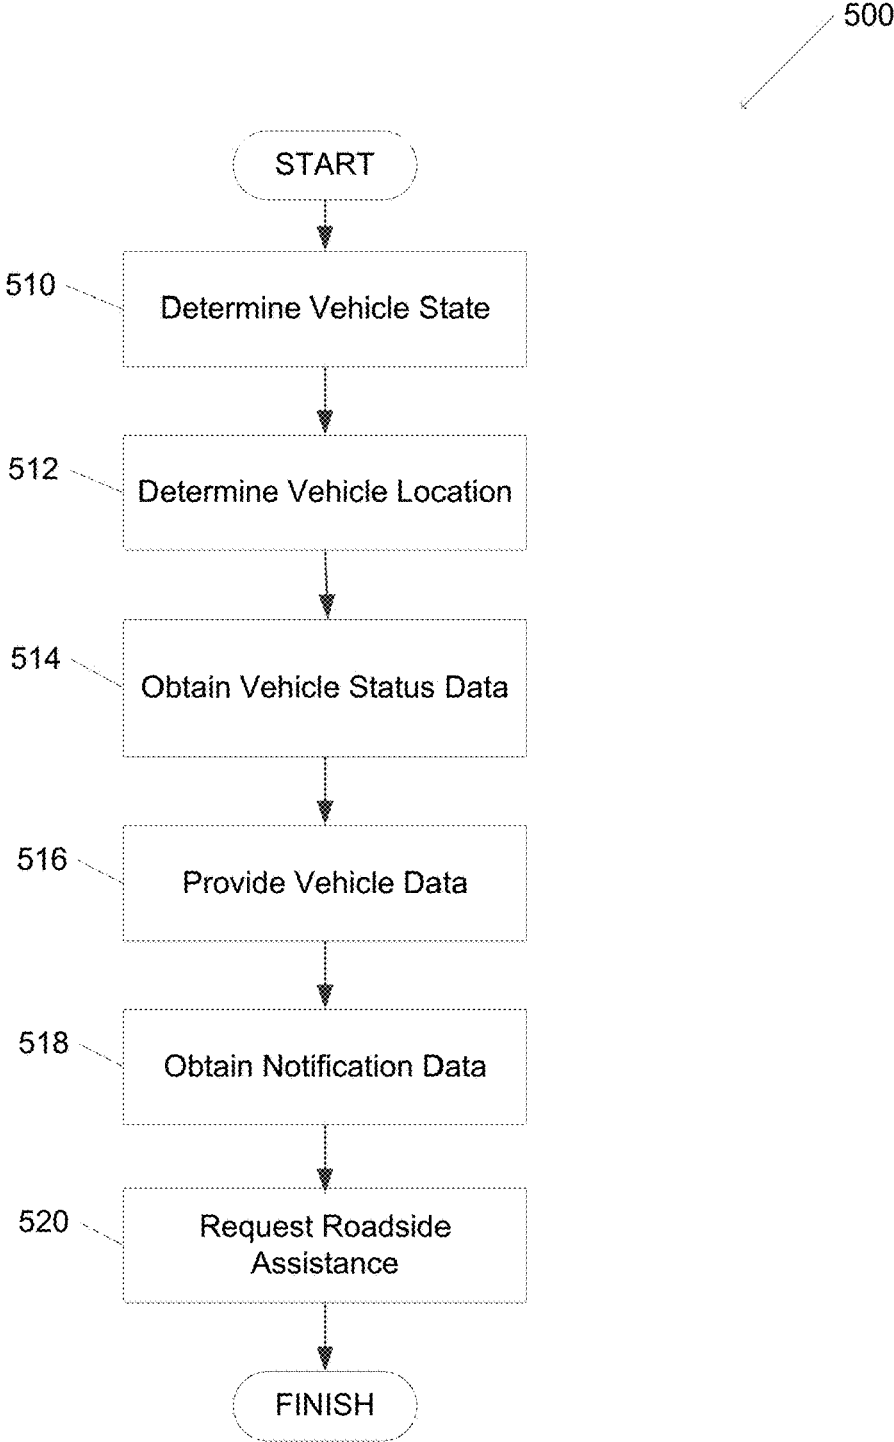 500
START
510
Determine Vehicle State
512
Determine Vehicle Location
514
Obtain Vehicle Status Data
516
Provide Vehicle Data
518
Obtain Notification Data
520
Request Roadside
Assistance
FINISH